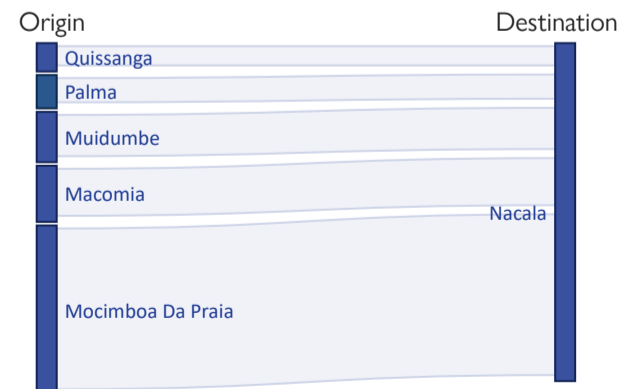 Origin
Destination
Quissanga
Palma
Muidumbe
Macomia
Nacala
Mocimboa Da Praia